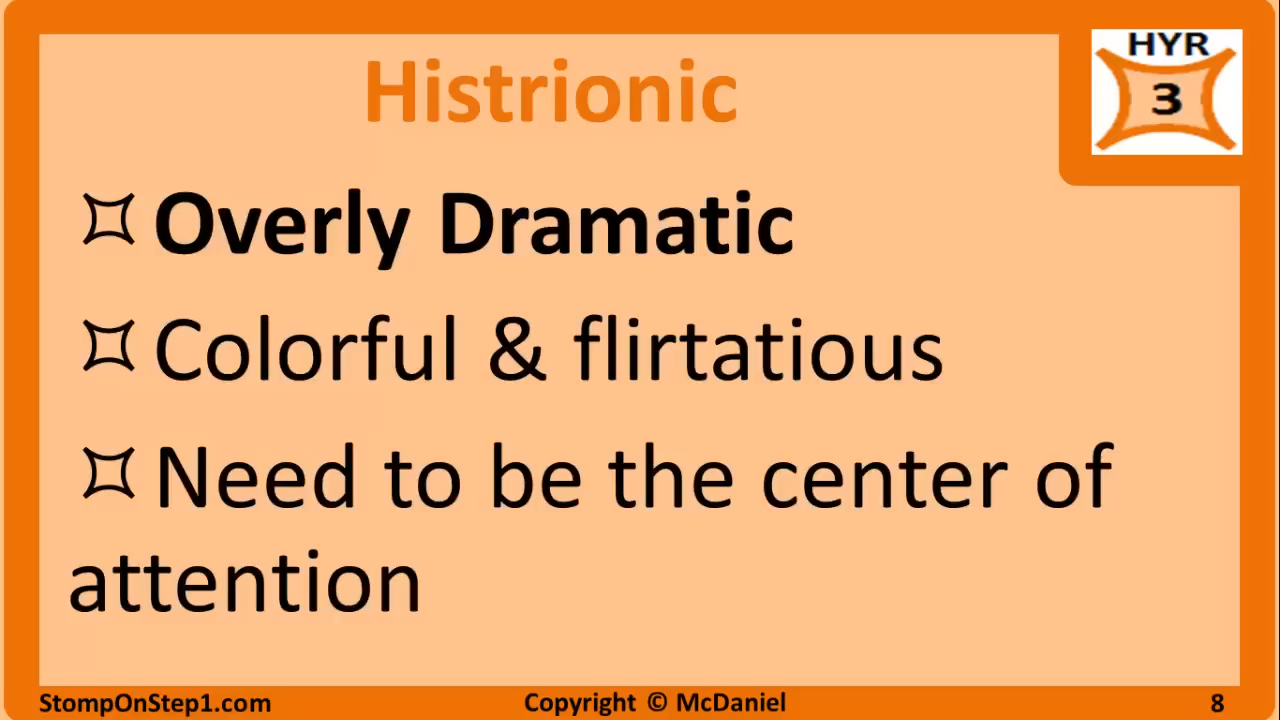 HYR
3
Histrionic
Overly Dramatic
Colorful & flirtatious
Need to be the center of
attention
StompOnStep1.com
Copyright © McDaniel
8